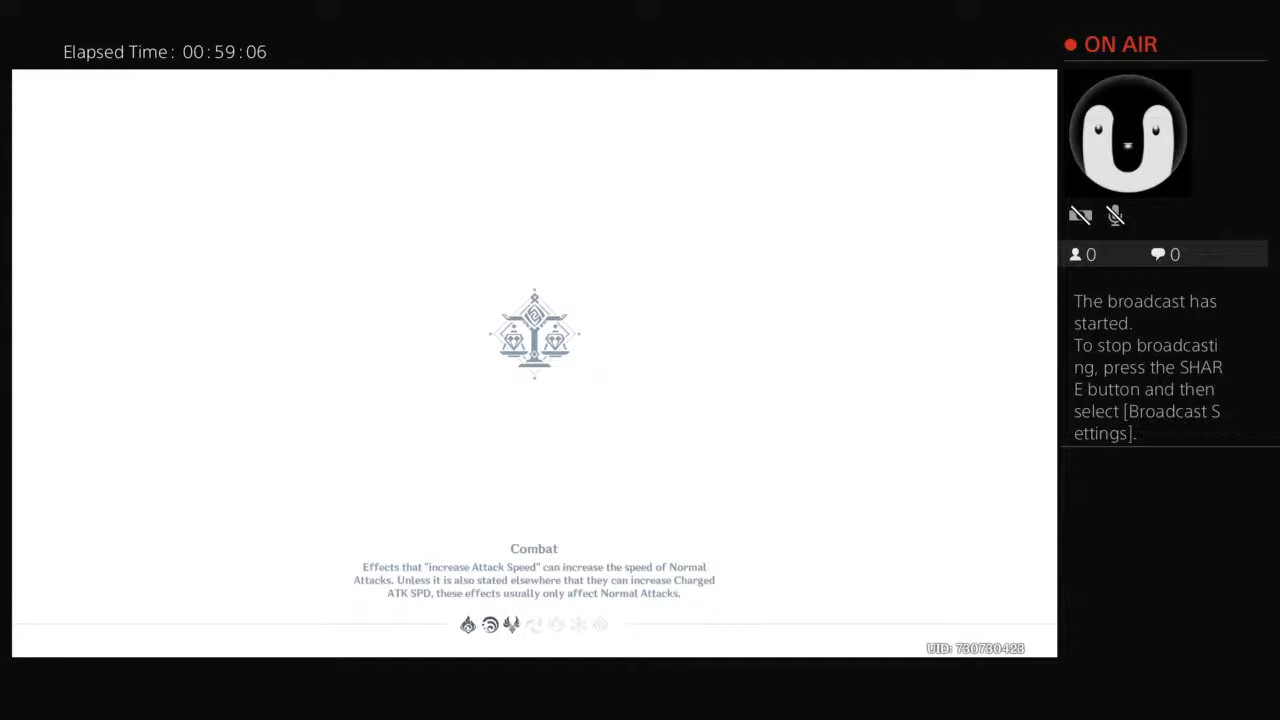 Elapsed Time: 00:59:06
ON AIR
0 0
The broadcast has
started.
To stop broadcasti
ng, press the SHAR
E button and then
select [Broadcast S
ettings].
Combat
Effects that "increase Attack Speed" can increase the speed of Normal
Attacks. Unless it is also stated elsewhere that they can increase Charged
ATK SPD, these effects usually only affect Normal Attacks.
UID: 730730423